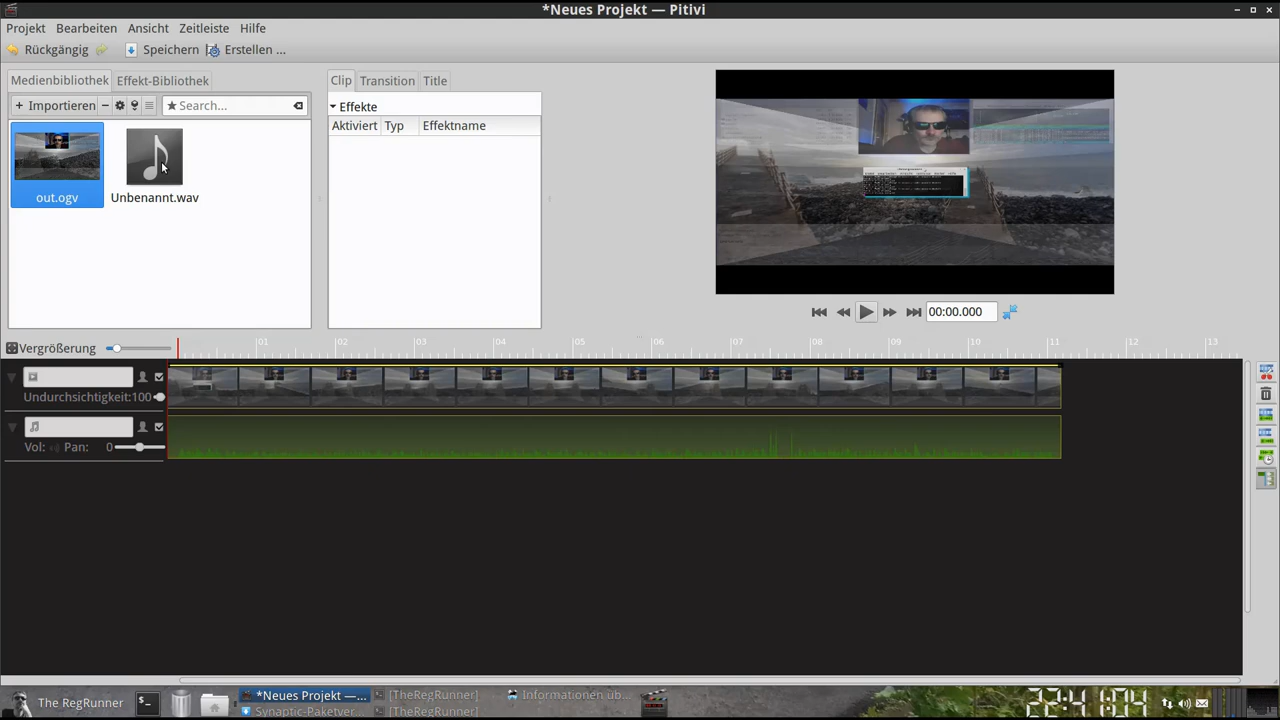 *Neues Projekt — Pitivi
Projekt Bearbeiten Ansicht Zeitleiste Hilfe
Rückgängig Speichern Erstellen ...
Medienbibliothek Effekt-Bibliothek
Clip Transition Title
+ Importieren Search...
Effekte
Aktiviert Typ Effektname
out.ogv
Unbenannt.wav
00:00.000
Vergrößerung
01 02 03 04 05 06 07 08 09 10 11 12 13
Undurchsichtigkeit:100
Vol: Pan: 0
The RegRunner
*Neues Projekt —...
[TheRegRunner]
Informationen üb...
Synaptic-Paketver
[TheRegRunner]
22:41:04